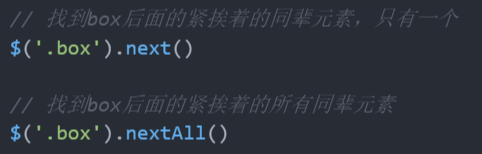 // 找到box后面的紧挨着的同辈元素，只有一个
$('.box').next()
// 找到box后面的紧挨着的所有同辈元素
$('.box').nextAll()